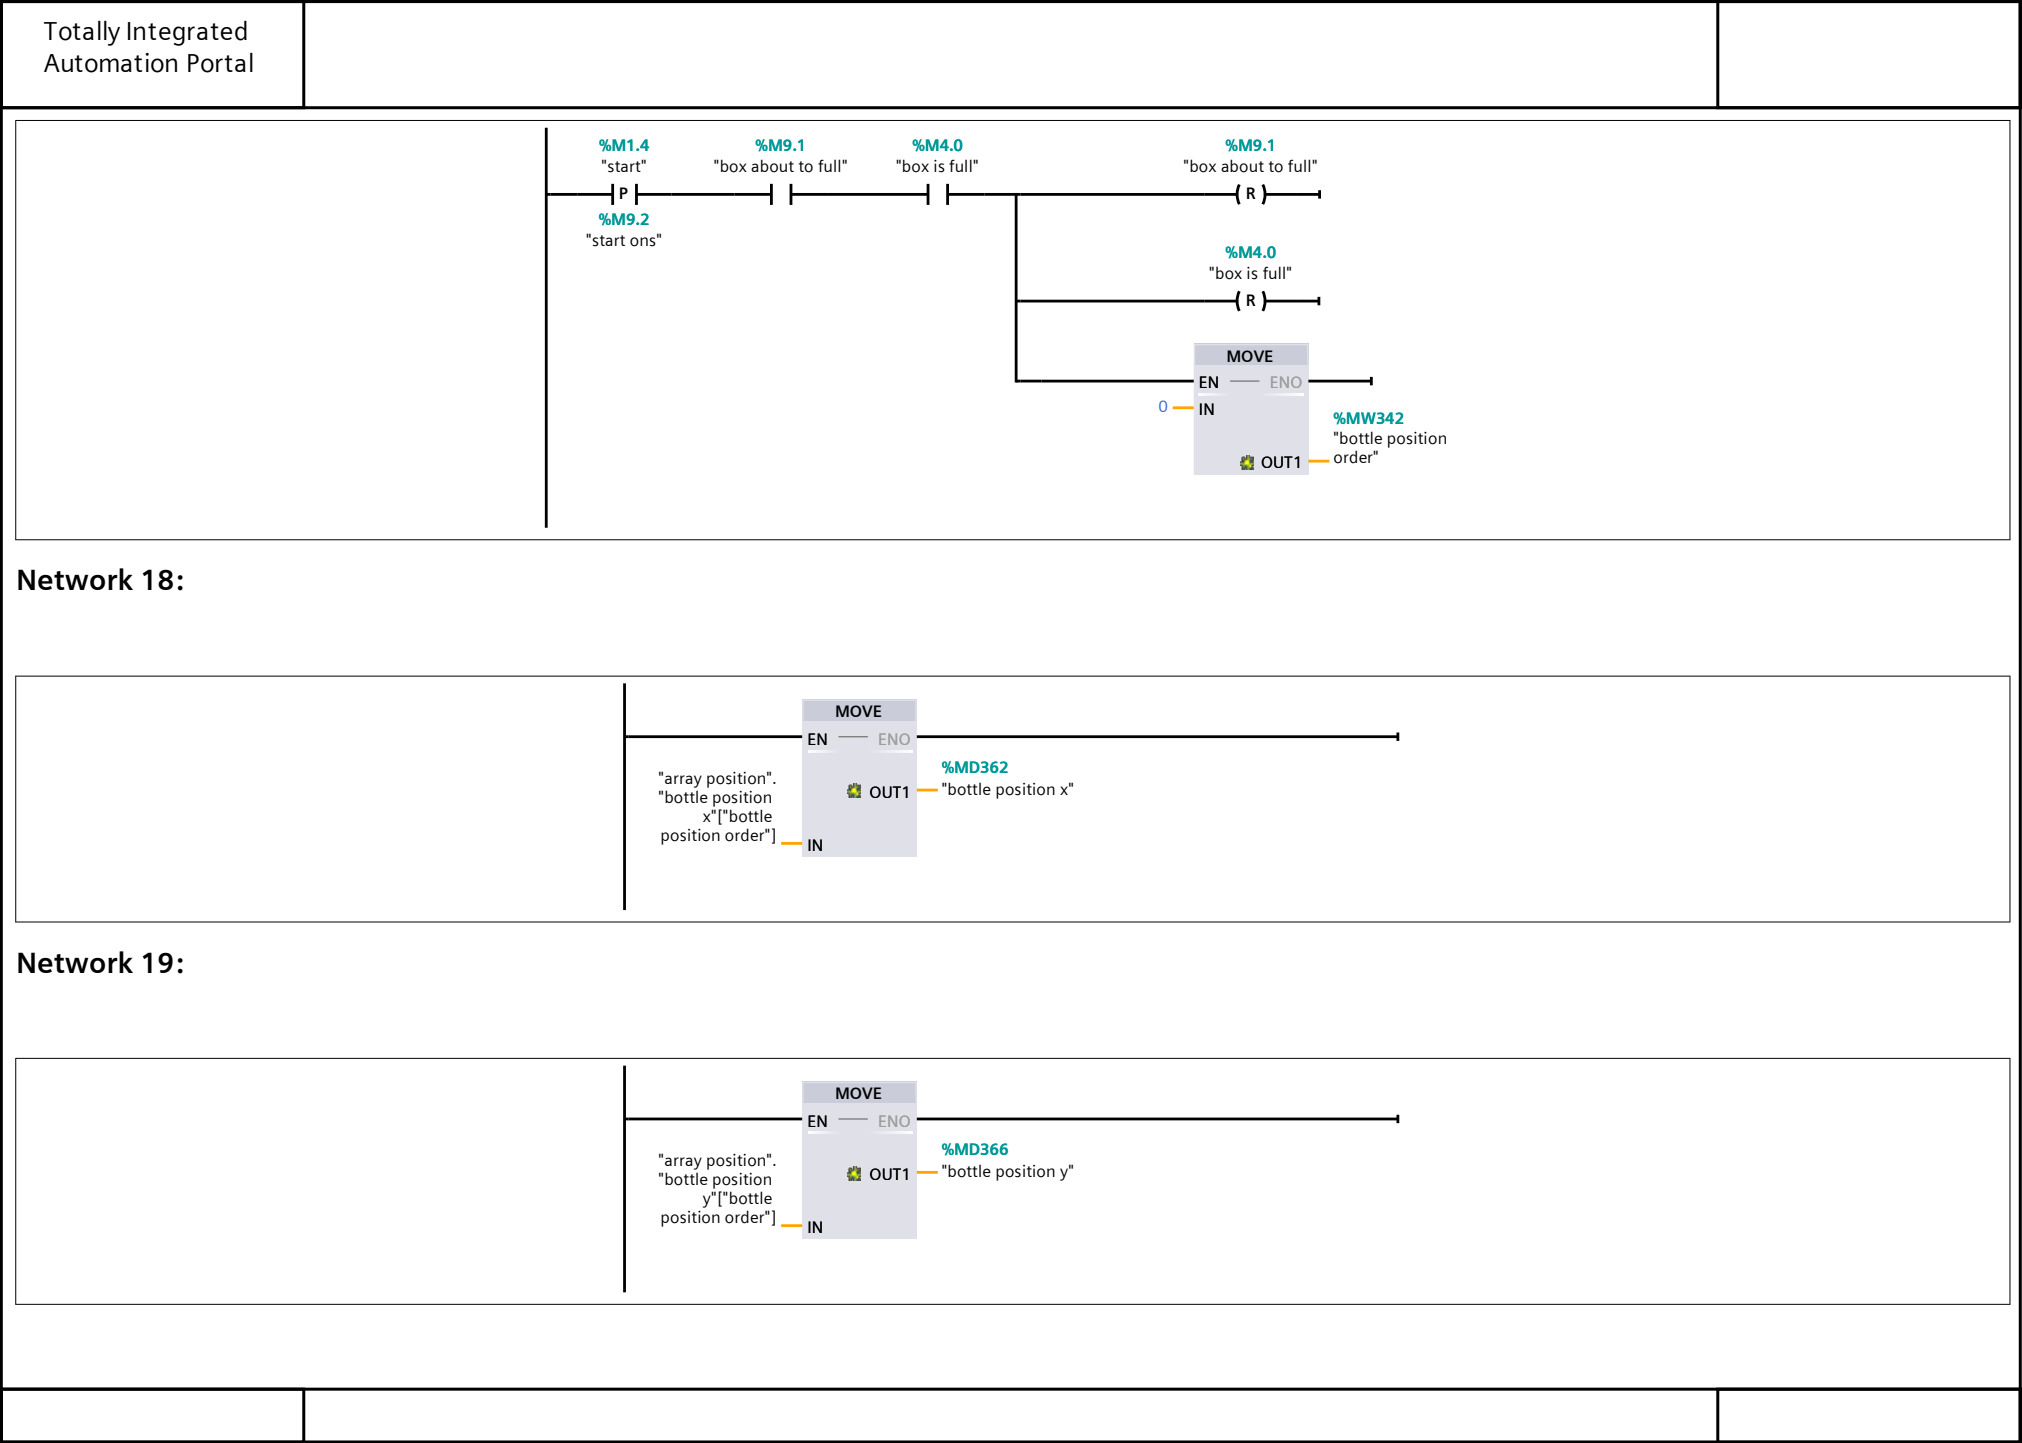 Totally Integrated
Automation Portal
%M1.4
"start"
P
%M9.2
"start ons"
%M9.1
"box about to full"
%M4.0
"box is full"
%M9.1
"box about to full"
R
%M4.0
"box is full"
R
MOVE
EN ENO
0 IN
%MW342
"bottle position
order"
OUT1
Network 18:
MOVE
EN ENO
%MD362
"bottle position x"
OUT1
"array position".
"bottle position
x"["bottle
position order"]
IN
Network 19:
MOVE
EN ENO
%MD366
"bottle position y"
OUT1
"array position".
"bottle position
y"["bottle
position order"]
IN